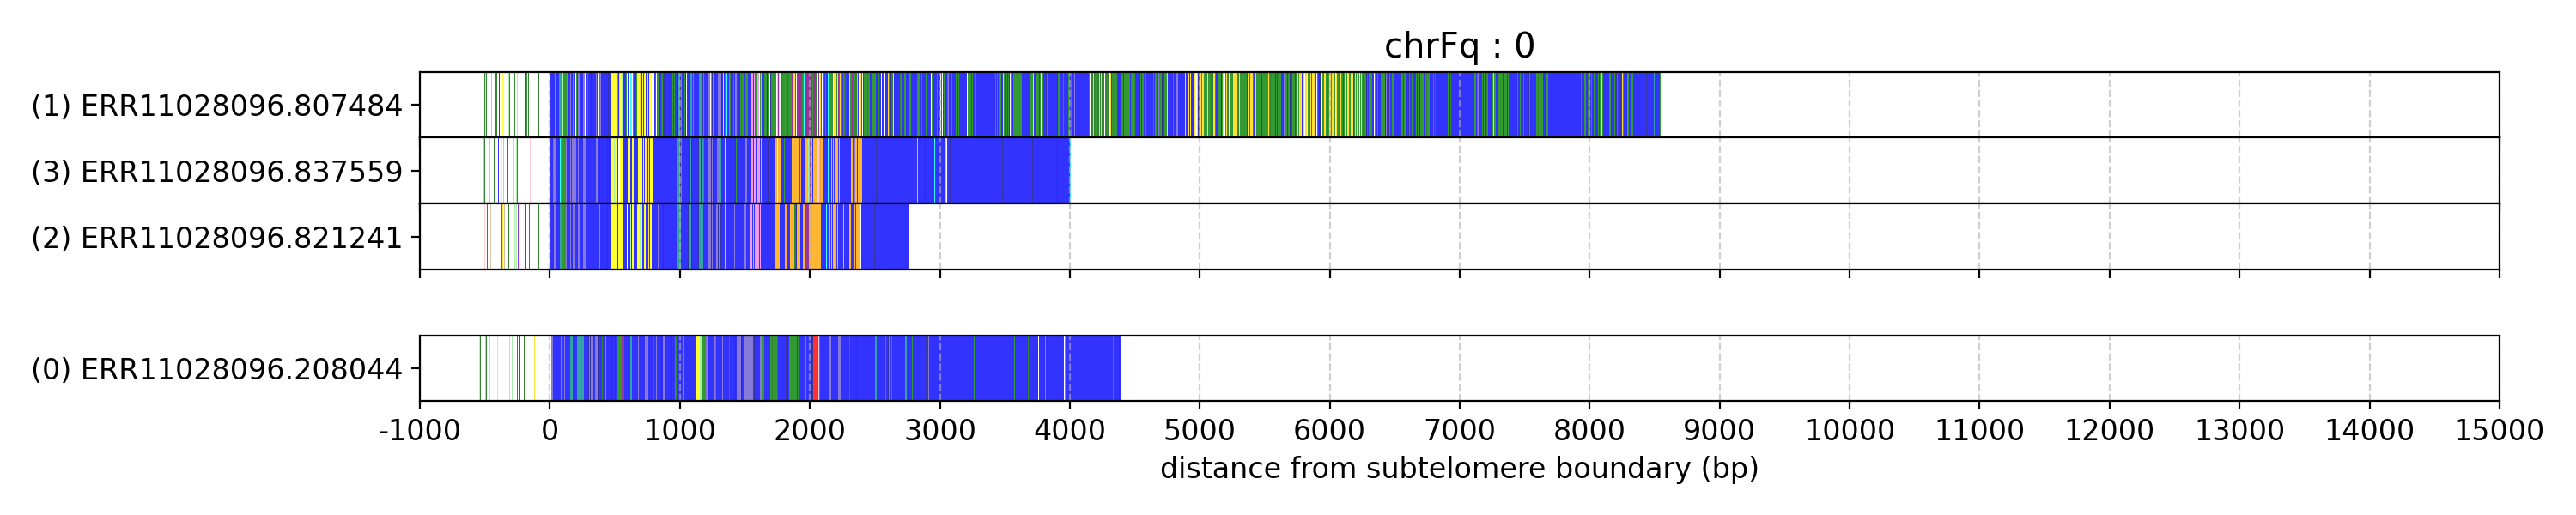 chrFq : 0
(1) ERR11028096.807484
(3) ERR11028096.837559
(2) ERR11028096.821241
(0) ERR11028096.208044
-1000 0 1000 2000 3000 4000 5000 6000 7000 8000 9000 10000 11000 12000 13000 14000 15000
distance from subtelomere boundary (bp)